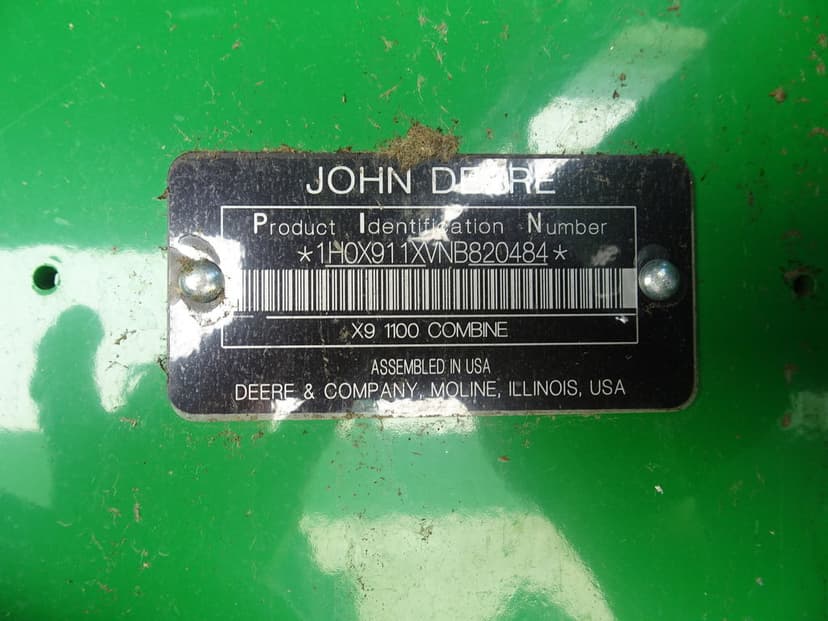 JOHN DEERE
Product Identification Number
*1H0X911XVNB820484*
X9 1100 COMBINE
ASSEMBLED IN USA
DEERE & COMPANY, MOLINE, ILLINOIS, USA